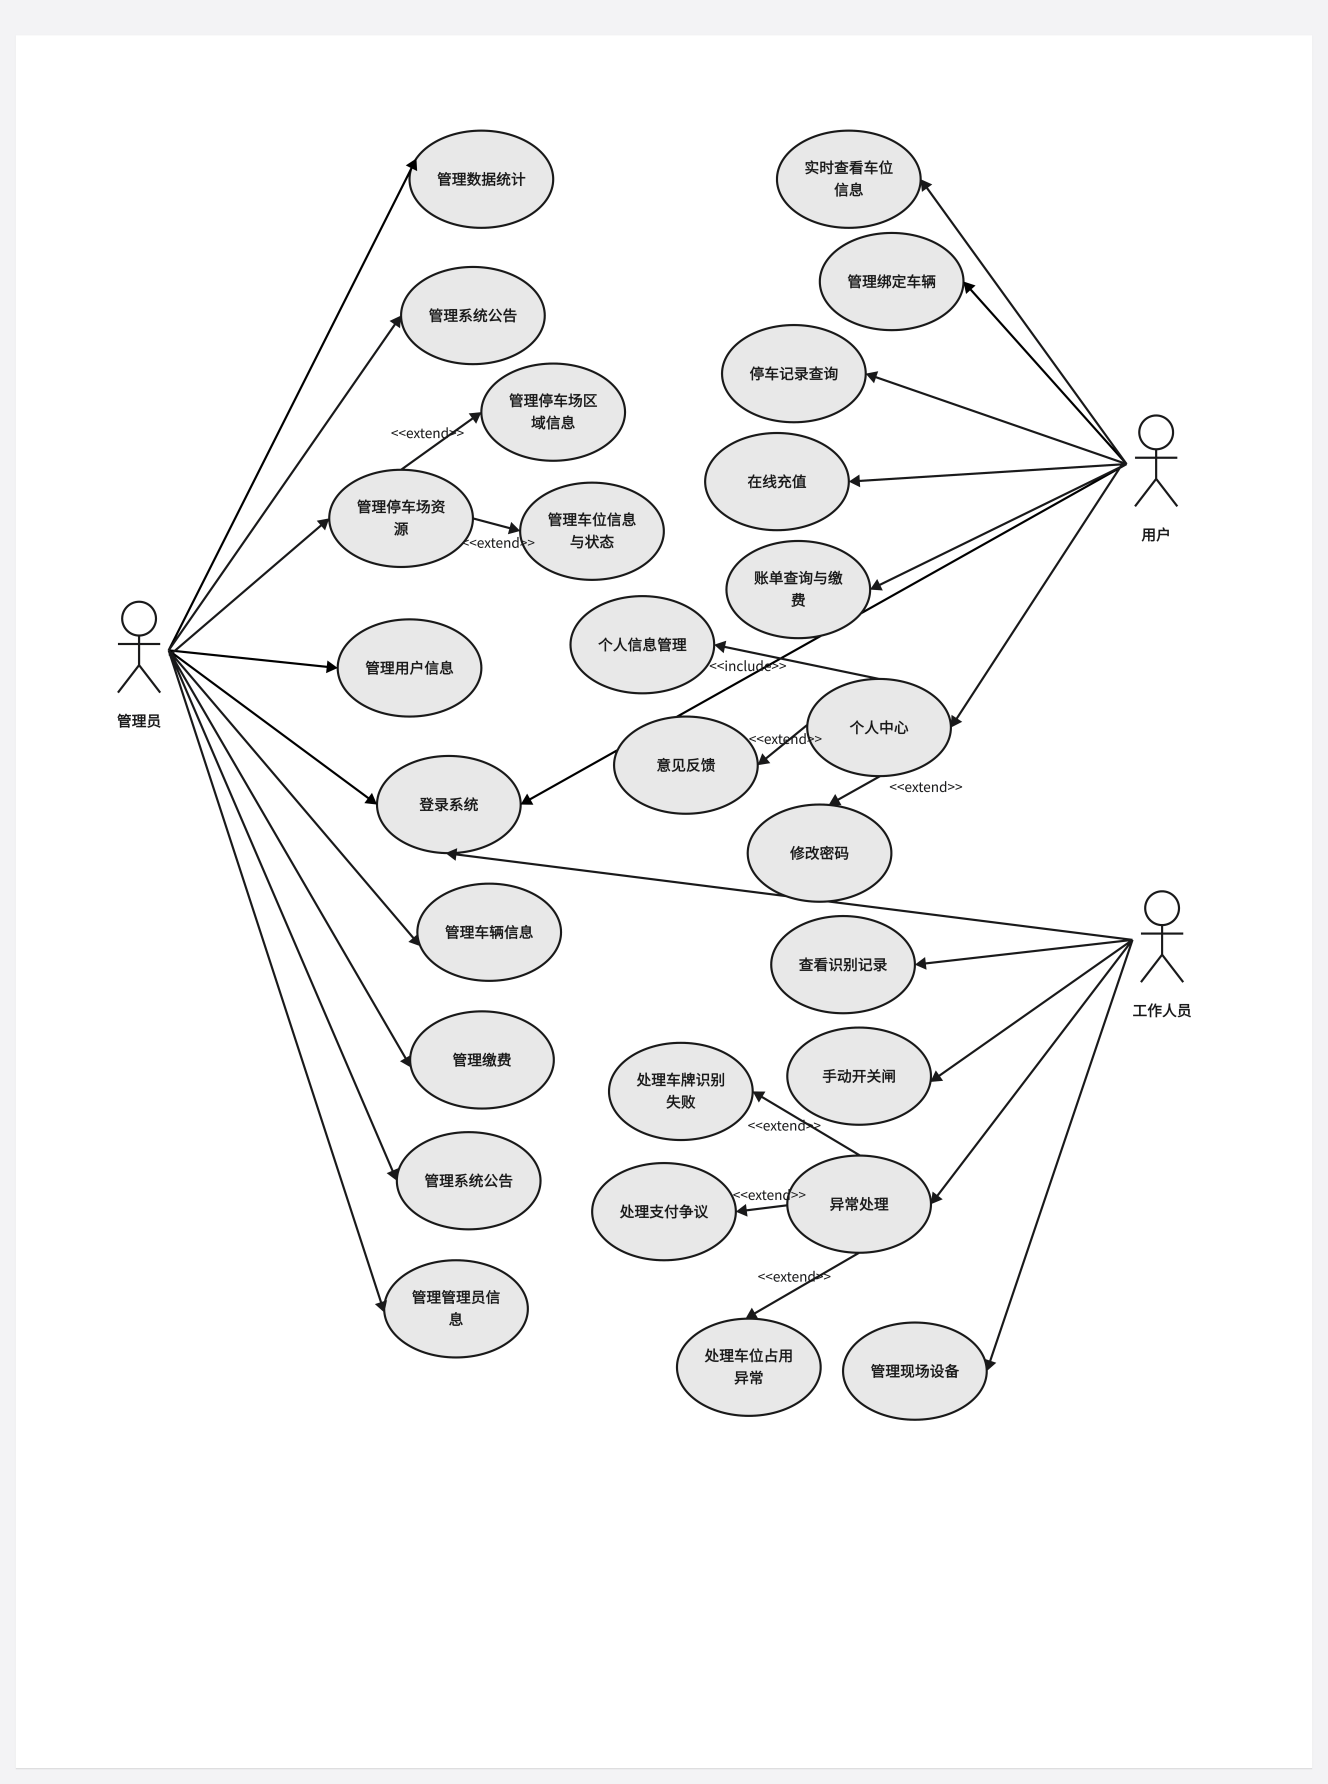 管理数据统计
实时查看车位
信息
管理绑定车辆
管理系统公告
停车记录查询
管理停车场区
域信息
<<extend>>
在线充值
管理停车场资
源
管理车位信息
与状态
<<extend>>
用户
账单查询与缴
费
个人信息管理
<<include>>
管理用户信息
管理员
个人中心
<<extend>>
意见反馈
<<extend>>
登录系统
修改密码
管理车辆信息
查看识别记录
工作人员
管理缴费
手动开关闸
处理车牌识别
失败
<<extend>>
管理系统公告
<<extend>>
异常处理
处理支付争议
<<extend>>
管理管理员信
息
处理车位占用
异常
管理现场设备